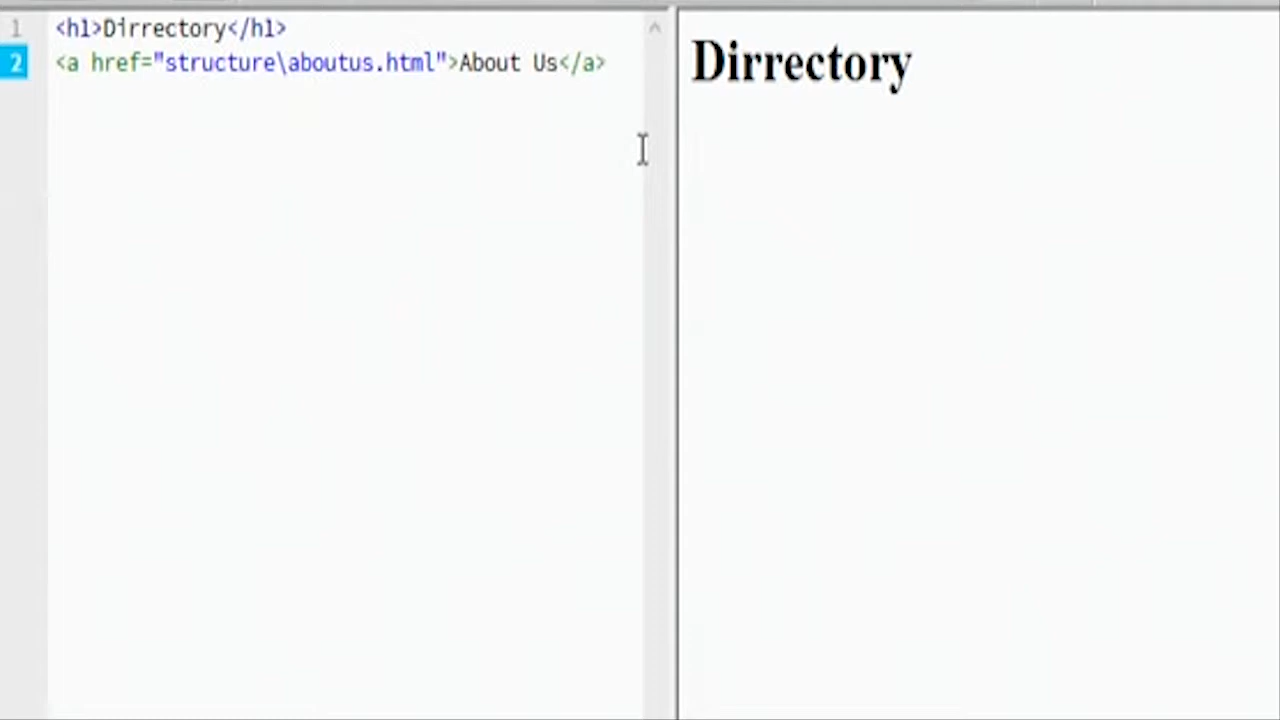 1 <h1>Dirrectory</h1>
2 <a href="structure\aboutus.html">About Us</a>
Dirrectory